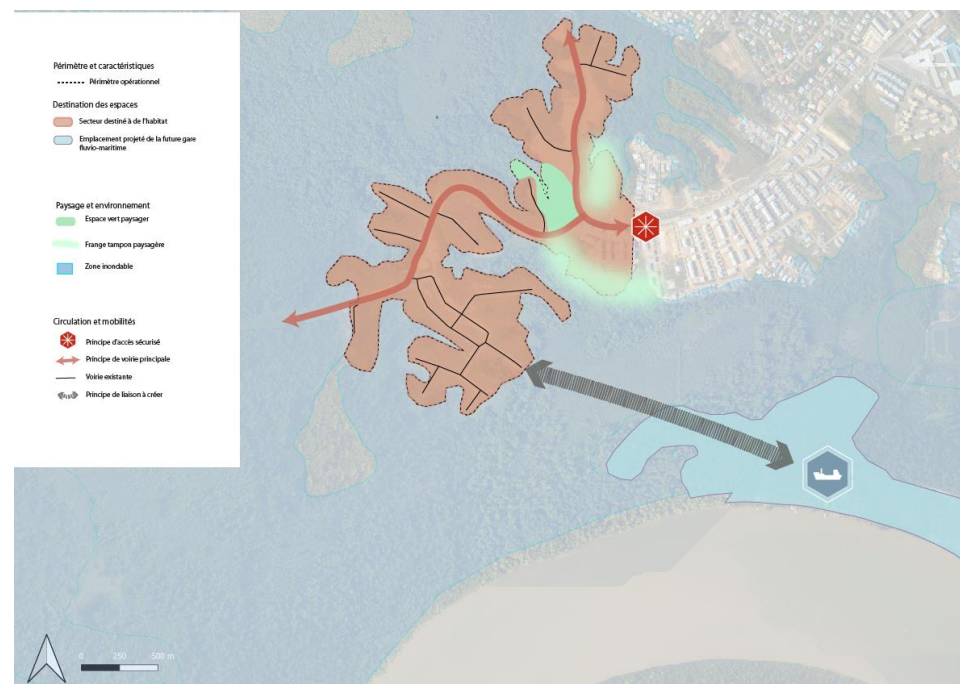 Périmètre et caractéristiques
Périmètre opérationnel
Destination des espaces
Secteur destiné à de l'habitat
Emplacement projeté de la future gare
fluvio-maritime
Paysage et environnement
Espace vert paysager
Frange tampon paysagère
Zone inondable
Circulation et mobilités
Principe d'accès sécurisé
Principe de voirie principale
Voirie existante
Principe de liaison à créer
0 250 500 m